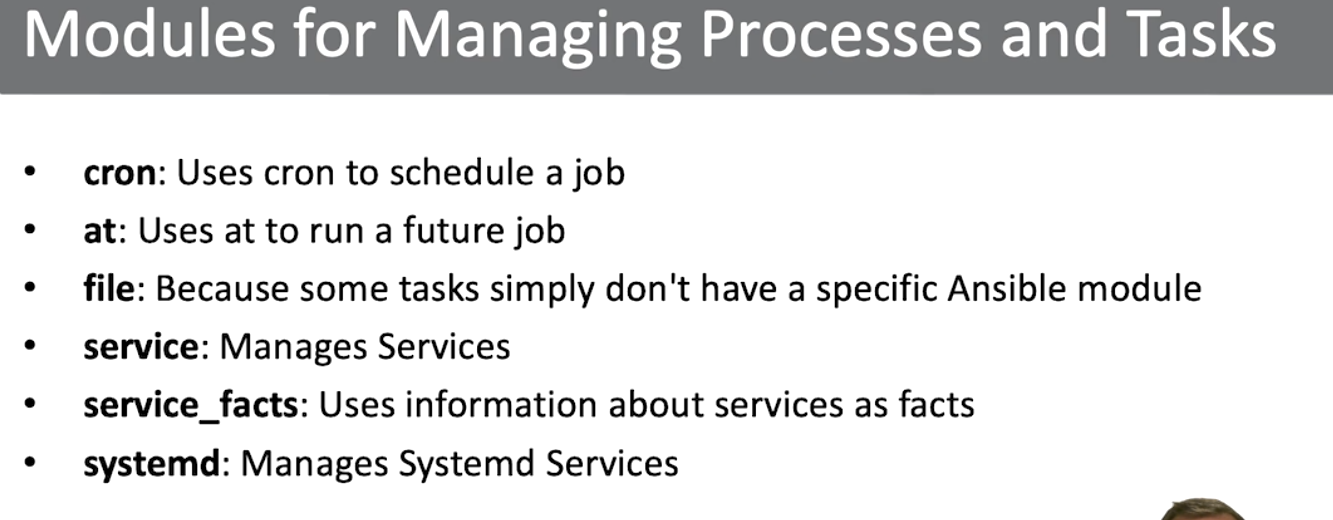 Modules for Managing Processes and Tasks
• cron: Uses cron to schedule a job
• at: Uses at to run a future job
• file: Because some tasks simply don't have a specific Ansible module
• service: Manages Services
• service_facts: Uses information about services as facts
• systemd: Manages Systemd Services